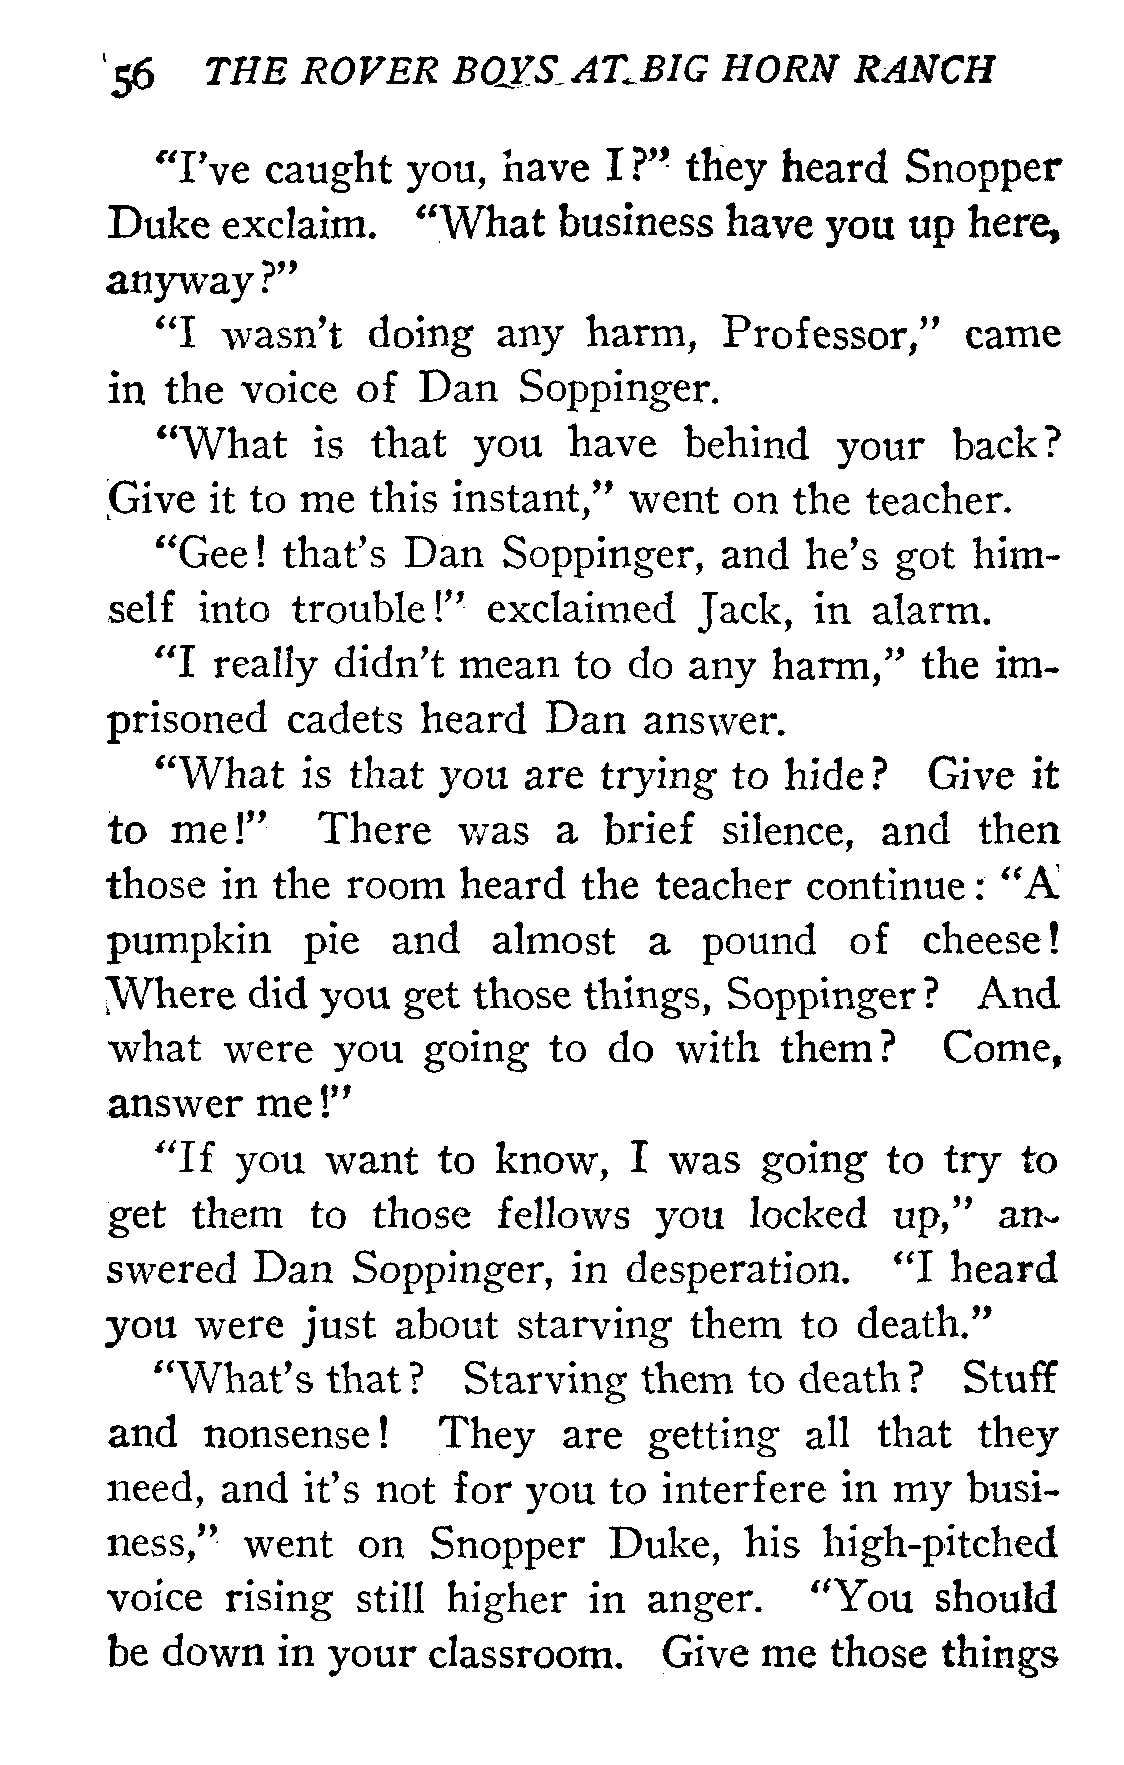 56 THE ROVER BOYS AT BIG HORN RANCH
"I've caught you, have I?" they heard Snopper
Duke exclaim. "What business have you up here,
anyway?"
"I wasn't doing any harm, Professor," came
in the voice of Dan Soppinger.
"What is that you have behind your back?
Give it to me this instant," went on the teacher.
"Gee! that's Dan Soppinger, and he's got him-
self into trouble!" exclaimed Jack, in alarm.
"I really didn't mean to do any harm," the im-
prisoned cadets heard Dan answer.
"What is that you are trying to hide? Give it
to me!" There was a brief silence, and then
those in the room heard the teacher continue: "A
pumpkin pie and almost a pound of cheese!
Where did you get those things, Soppinger? And
what were you going to do with them? Come,
answer me!"
"If you want to know, I was going to try to
get them to those fellows you locked up," an-
swered Dan Soppinger, in desperation. "I heard
you were just about starving them to death."
"What's that? Starving them to death? Stuff
and nonsense! They are getting all that they
need, and it's not for you to interfere in my busi-
ness," went on Snopper Duke, his high-pitched
voice rising still higher in anger. "You should
be down in your classroom. Give me those things